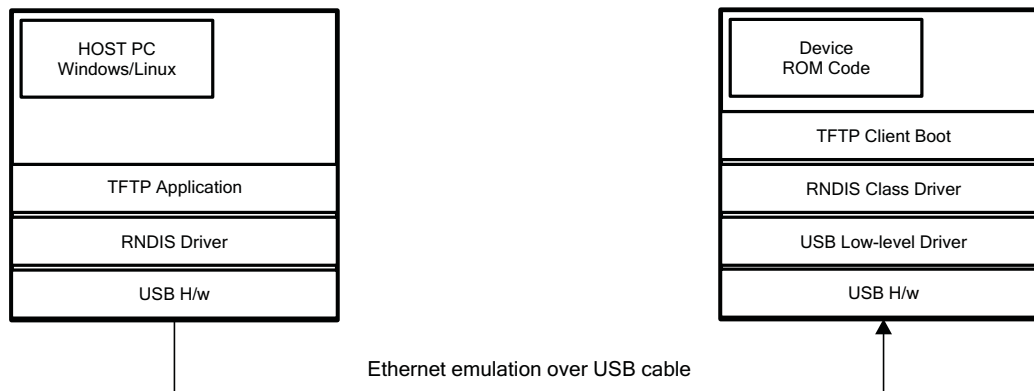 HOST PC
Windows/Linux
TFTP Application
RNDIS Driver
USB H/w
Device
ROM Code
TFTP Client Boot
RNDIS Class Driver
USB Low-level Driver
USB H/w
Ethernet emulation over USB cable